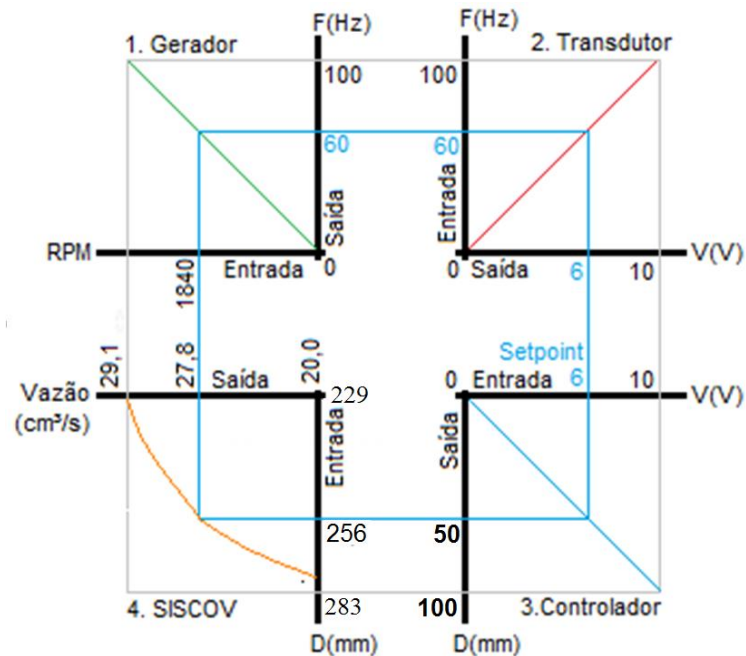 F(Hz)
F(Hz)
1. Gerador
2. Transdutor
100
100
60
60
Saída
Entrada
RPM
Entrada
0
0
Saída
6
10
V(V)
1840
29,1
27,8
20,0
Setpoint
Vazão
(cm³/s)
Saída
229
0
Entrada
6
10
V(V)
Entrada
Saída
256
50
4. SISCOV
283
100
3.Controlador
D(mm)
D(mm)